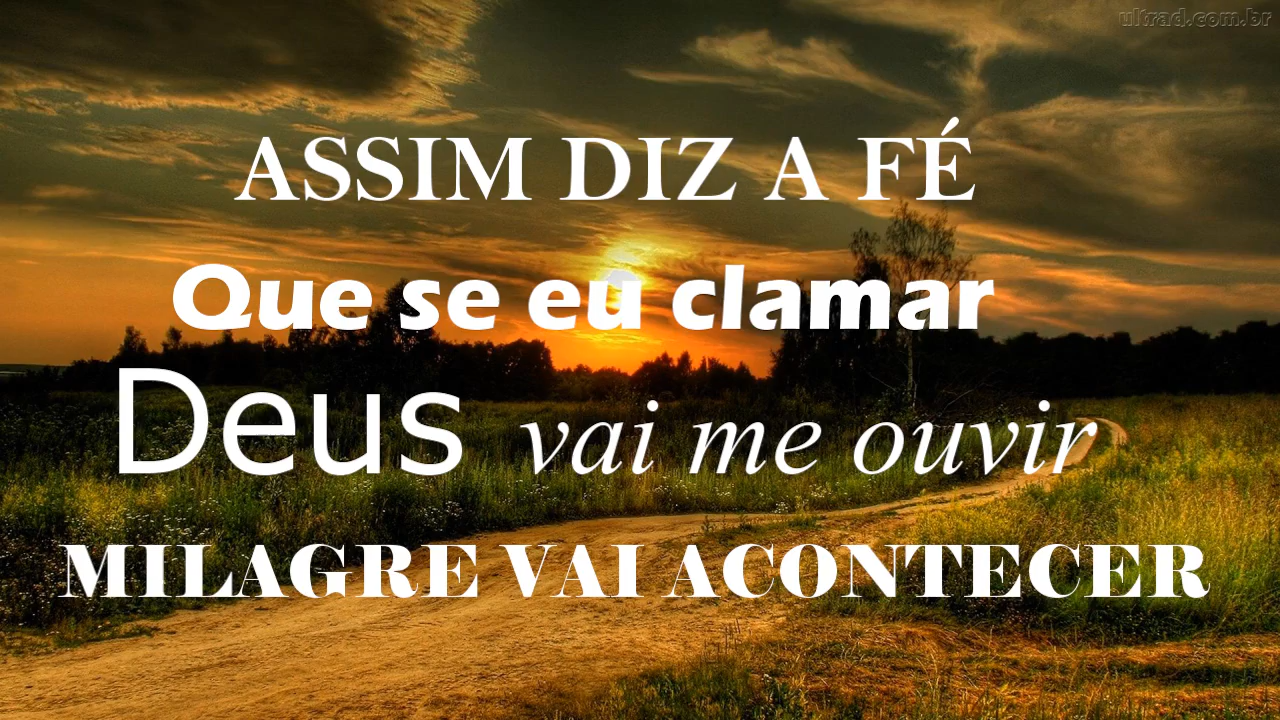 ultrad.com.br
ASSIM DIZ A FÉ
Que se eu clamar
Deus vai me ouvir
MILAGRE VAI ACONTECER